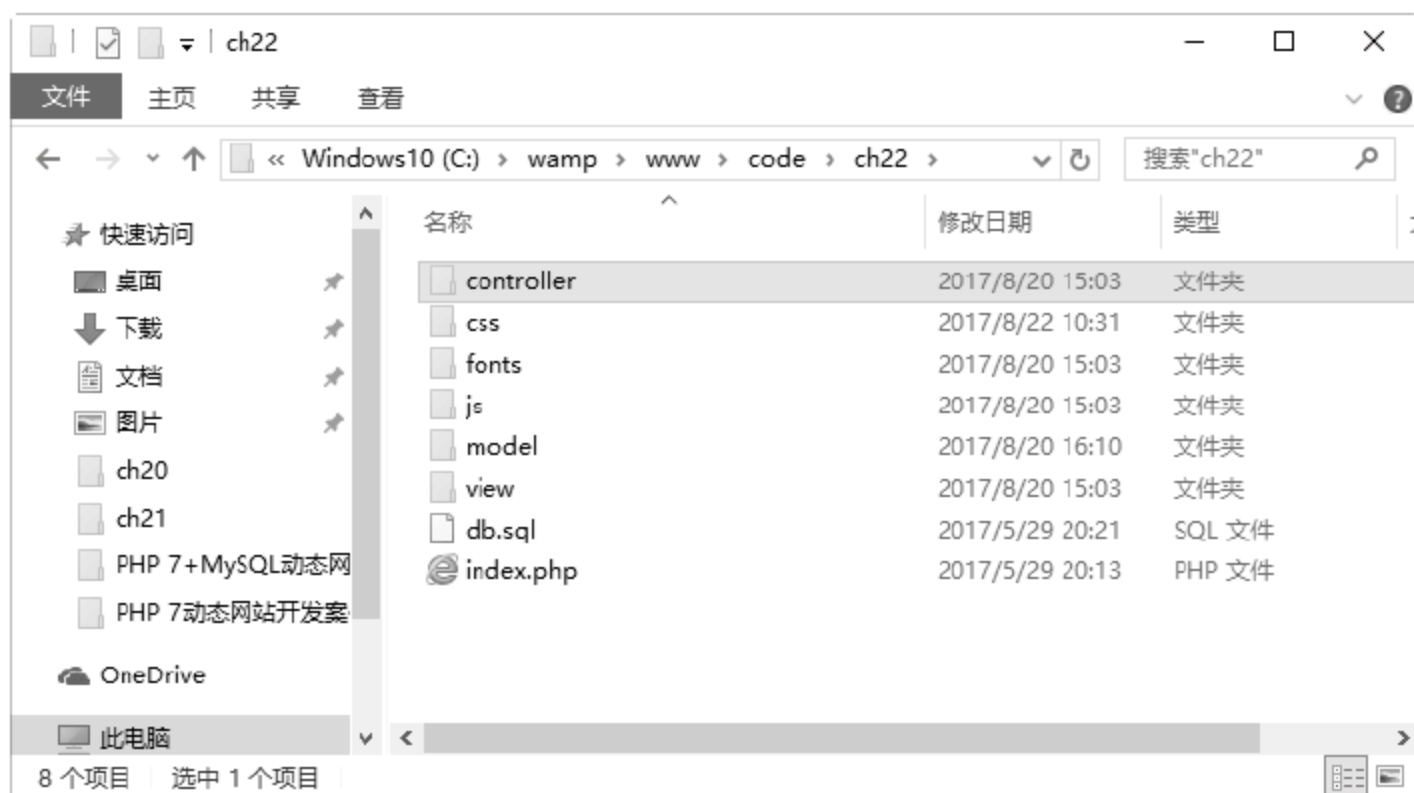 ch22
文件 主页 共享 查看
« Windows10 (C:) › wamp › www › code › ch22 › 搜索"ch22"
快速访问
桌面
下载
文档
图片
ch20
ch21
PHP 7+MySQL动态网
PHP 7动态网站开发案
OneDrive
此电脑
名称 修改日期 类型
controller 2017/8/20 15:03 文件夹
css 2017/8/22 10:31 文件夹
fonts 2017/8/20 15:03 文件夹
js 2017/8/20 15:03 文件夹
model 2017/8/20 16:10 文件夹
view 2017/8/20 15:03 文件夹
db.sql 2017/5/29 20:21 SQL 文件
index.php 2017/5/29 20:13 PHP 文件
8 个项目 选中 1 个项目